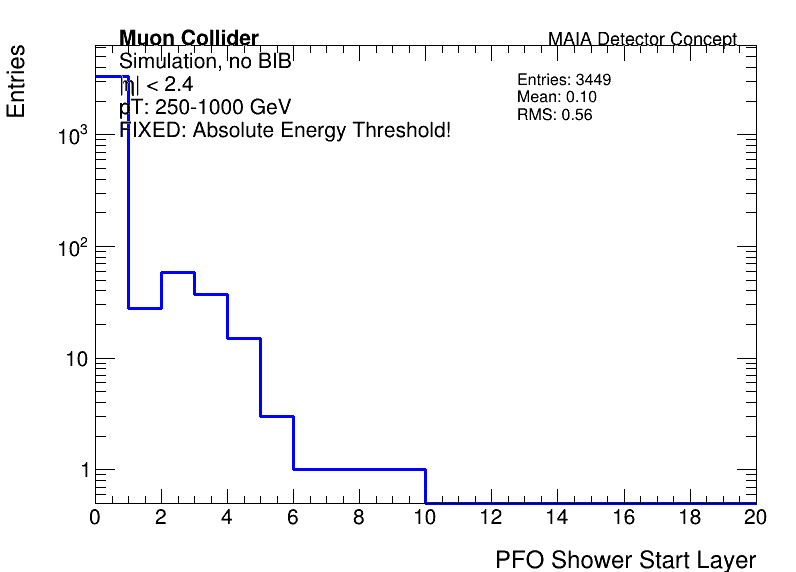 Muon Collider
MAIA Detector Concept
Simulation, no BIB
|η| < 2.4
pT: 250-1000 GeV
FIXED: Absolute Energy Threshold!
Entries: 3449
Mean: 0.10
RMS: 0.56
Entries
10³
10²
10
1
0 2 4 6 8 10 12 14 16 18 20
PFO Shower Start Layer